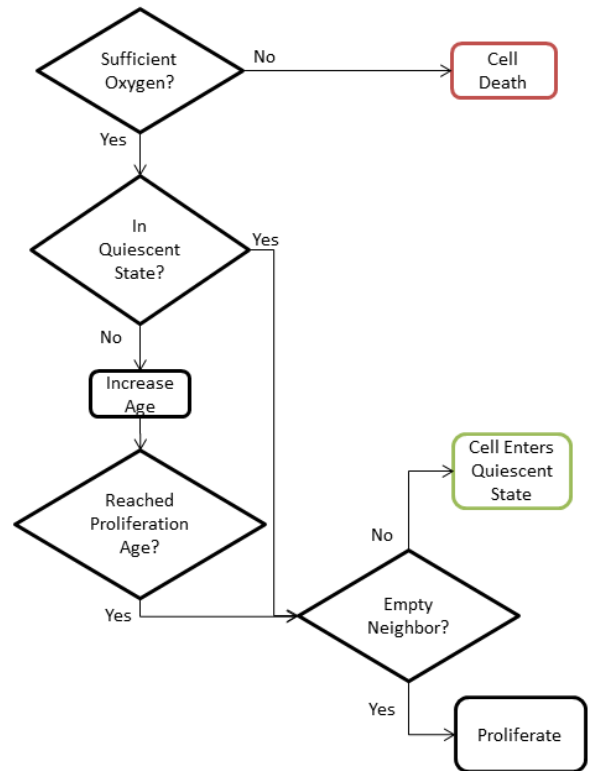 Sufficient
Oxygen?
No
Cell
Death
Yes
In
Quiescent
State?
Yes
No
Increase
Age
Reached
Proliferation
Age?
Yes
Cell Enters
Quiescent
State
No
Empty
Neighbor?
Yes
Proliferate